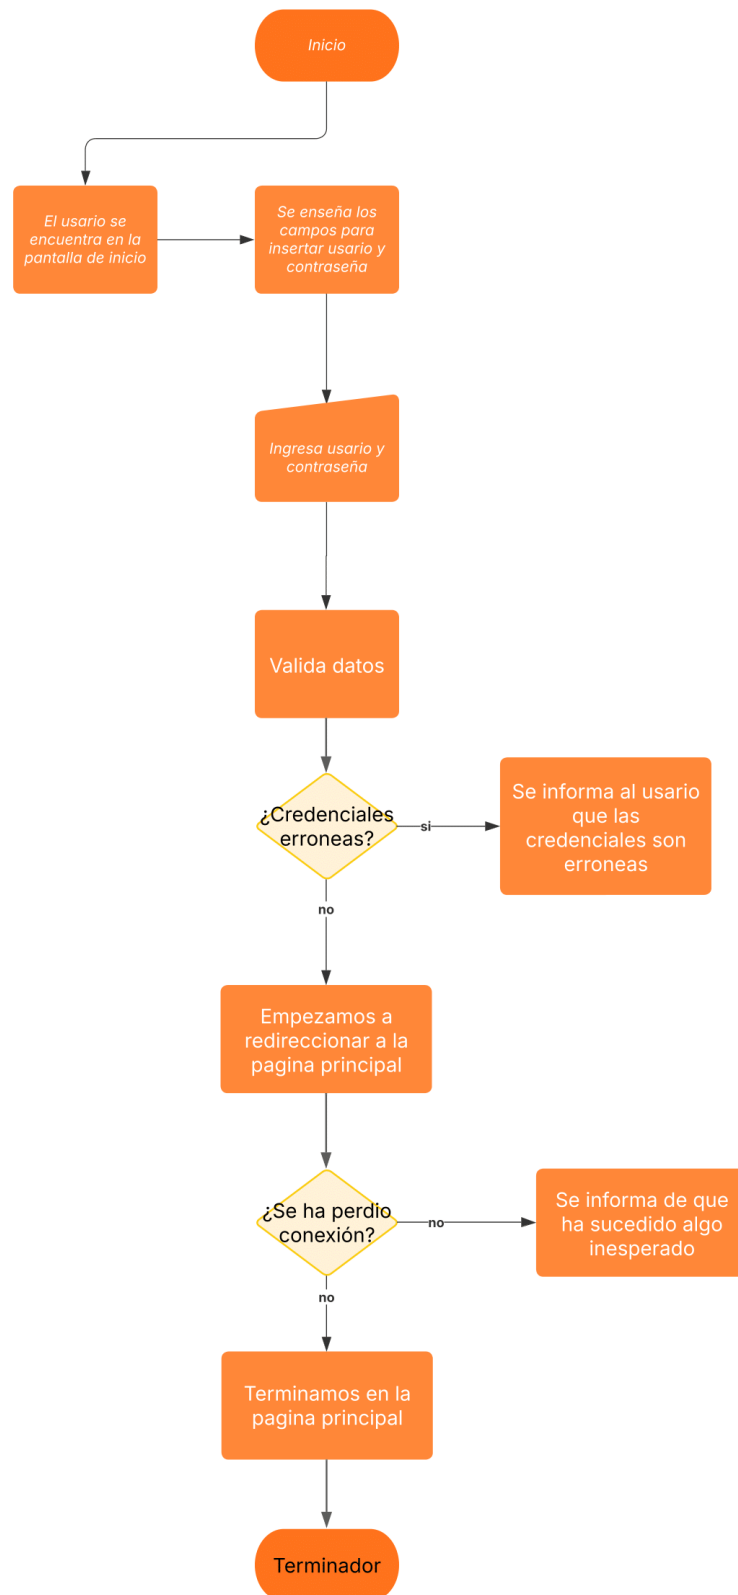 Inicio
El usario se
encuentra en la
pantalla de inicio
Se enseña los
campos para
insertar usario y
contraseña
Ingresa usario y
contraseña
Valida datos
¿Credenciales
erroneas?
si
Se informa al usario
que las
credenciales son
erroneas
no
Empezamos a
redireccionar a la
pagina principal
¿Se ha perdio
conexión?
no
Se informa de que
ha sucedido algo
inesperado
no
Terminamos en la
pagina principal
Terminador